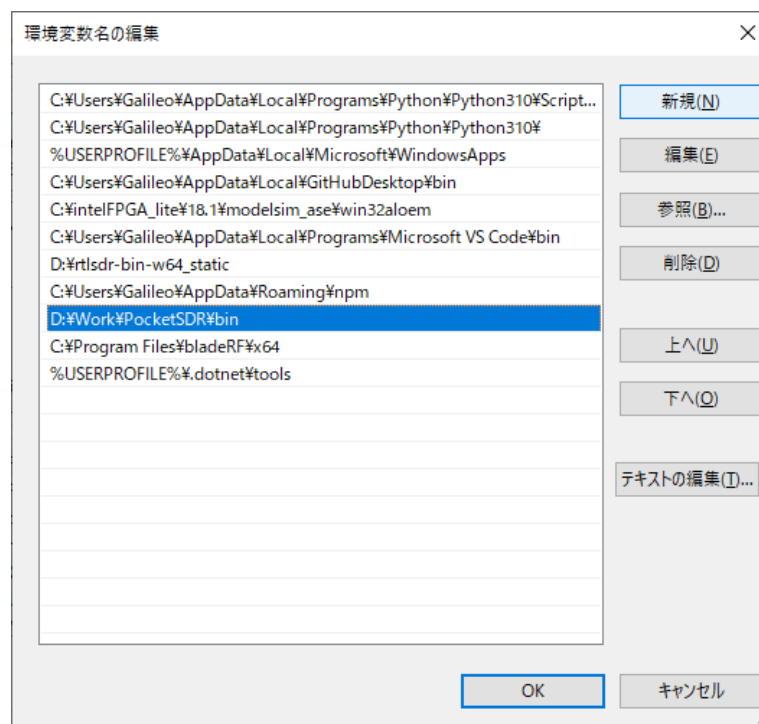 環境変数名の編集
C:¥Users¥Galileo¥AppData¥Local¥Programs¥Python¥Python310¥Script...
C:¥Users¥Galileo¥AppData¥Local¥Programs¥Python¥Python310¥
%USERPROFILE%¥AppData¥Local¥Microsoft¥WindowsApps
C:¥Users¥Galileo¥AppData¥Local¥GitHubDesktop¥bin
C:¥intelFPGA_lite¥18.1¥modelsim_ase¥win32aloem
C:¥Users¥Galileo¥AppData¥Local¥Programs¥Microsoft VS Code¥bin
D:¥rtlsdr-bin-w64_static
C:¥Users¥Galileo¥AppData¥Roaming¥npm
D:¥Work¥PocketSDR¥bin
C:¥Program Files¥bladeRF¥x64
%USERPROFILE%¥.dotnet¥tools
新規(N)
編集(E)
参照(B)...
削除(D)
上へ(U)
下へ(O)
テキストの編集(T)...
OK
キャンセル